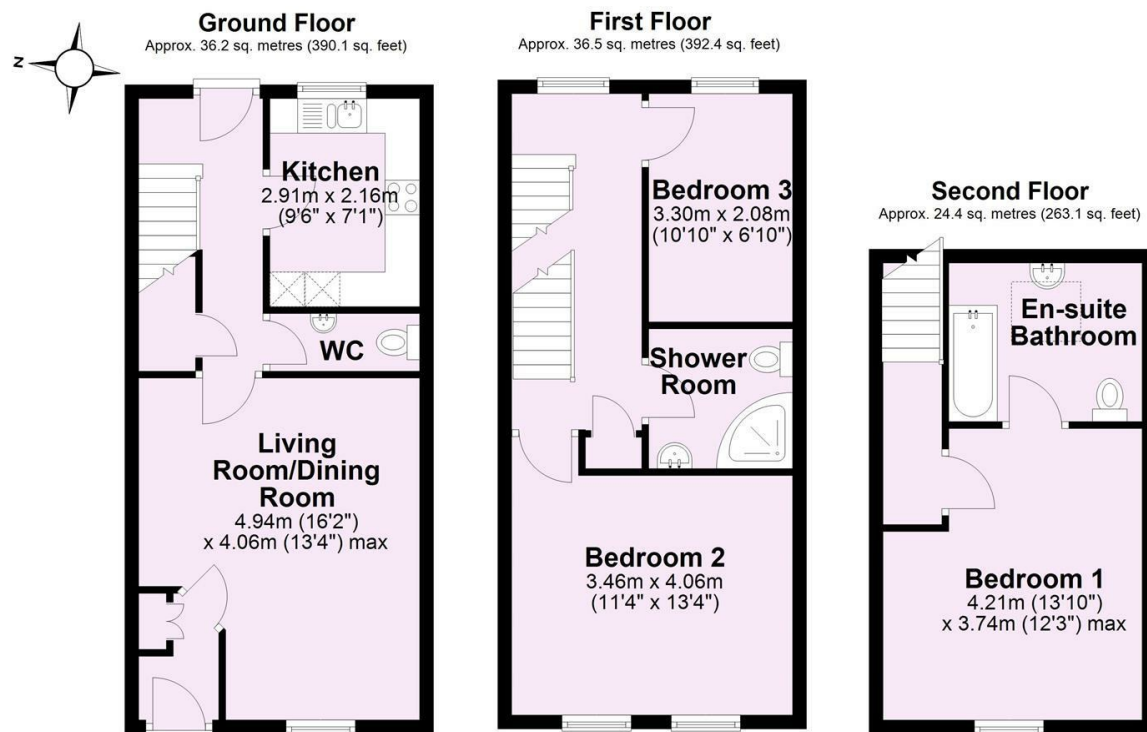 Ground Floor
Approx. 36.2 sq. metres (390.1 sq. feet)
N
Kitchen
2.91m x 2.16m
(9'6" x 7'1")
WC
Living
Room/Dining
Room
4.94m (16'2")
x 4.06m (13'4") max
First Floor
Approx. 36.5 sq. metres (392.4 sq. feet)
Bedroom 3
3.30m x 2.08m
(10'10" x 6'10")
Shower
Room
Bedroom 2
3.46m x 4.06m
(11'4" x 13'4")
Second Floor
Approx. 24.4 sq. metres (263.1 sq. feet)
En-suite
Bathroom
Bedroom 1
4.21m (13'10")
x 3.74m (12'3") max